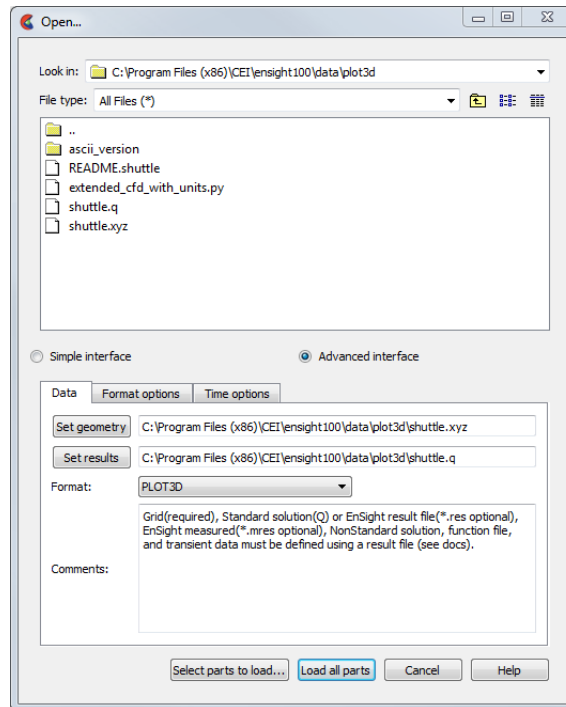 Open...
Look in: C:\Program Files (x86)\CEI\ensight100\data\plot3d
File type: All Files (*)
..
ascii_version
README.shuttle
extended_cfd_with_units.py
shuttle.q
shuttle.xyz
Simple interface Advanced interface
Data Format options Time options
Set geometry C:\Program Files (x86)\CEI\ensight100\data\plot3d\shuttle.xyz
Set results C:\Program Files (x86)\CEI\ensight100\data\plot3d\shuttle.q
Format: PLOT3D
Grid(required), Standard solution(Q) or EnSight result file(*.res optional),
EnSight measured(*.mres optional), NonStandard solution, function file,
and transient data must be defined using a result file (see docs).
Comments:
Select parts to load... Load all parts Cancel Help